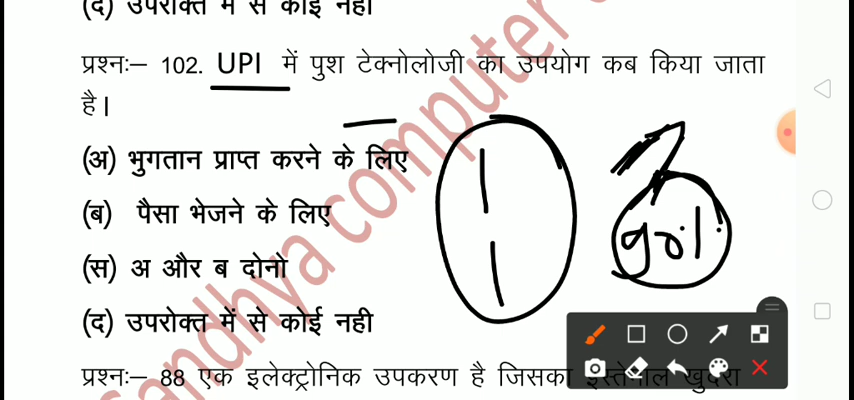 (द) उपरोक्त में से कोई नहीं
प्रश्नः– 102. UPI में पुश टेक्नोलोजी का उपयोग कब किया जाता
है।
(अ) भुगतान प्राप्त करने के लिए
(ब) पैसा भेजने के लिए
(स) अ और ब दोनो
(द) उपरोक्त में से कोई नही
प्रश्नः– 88 एक इलेक्ट्रोनिक उपकरण है जिसका इस्तेमाल खुदरा
Sandhya computer